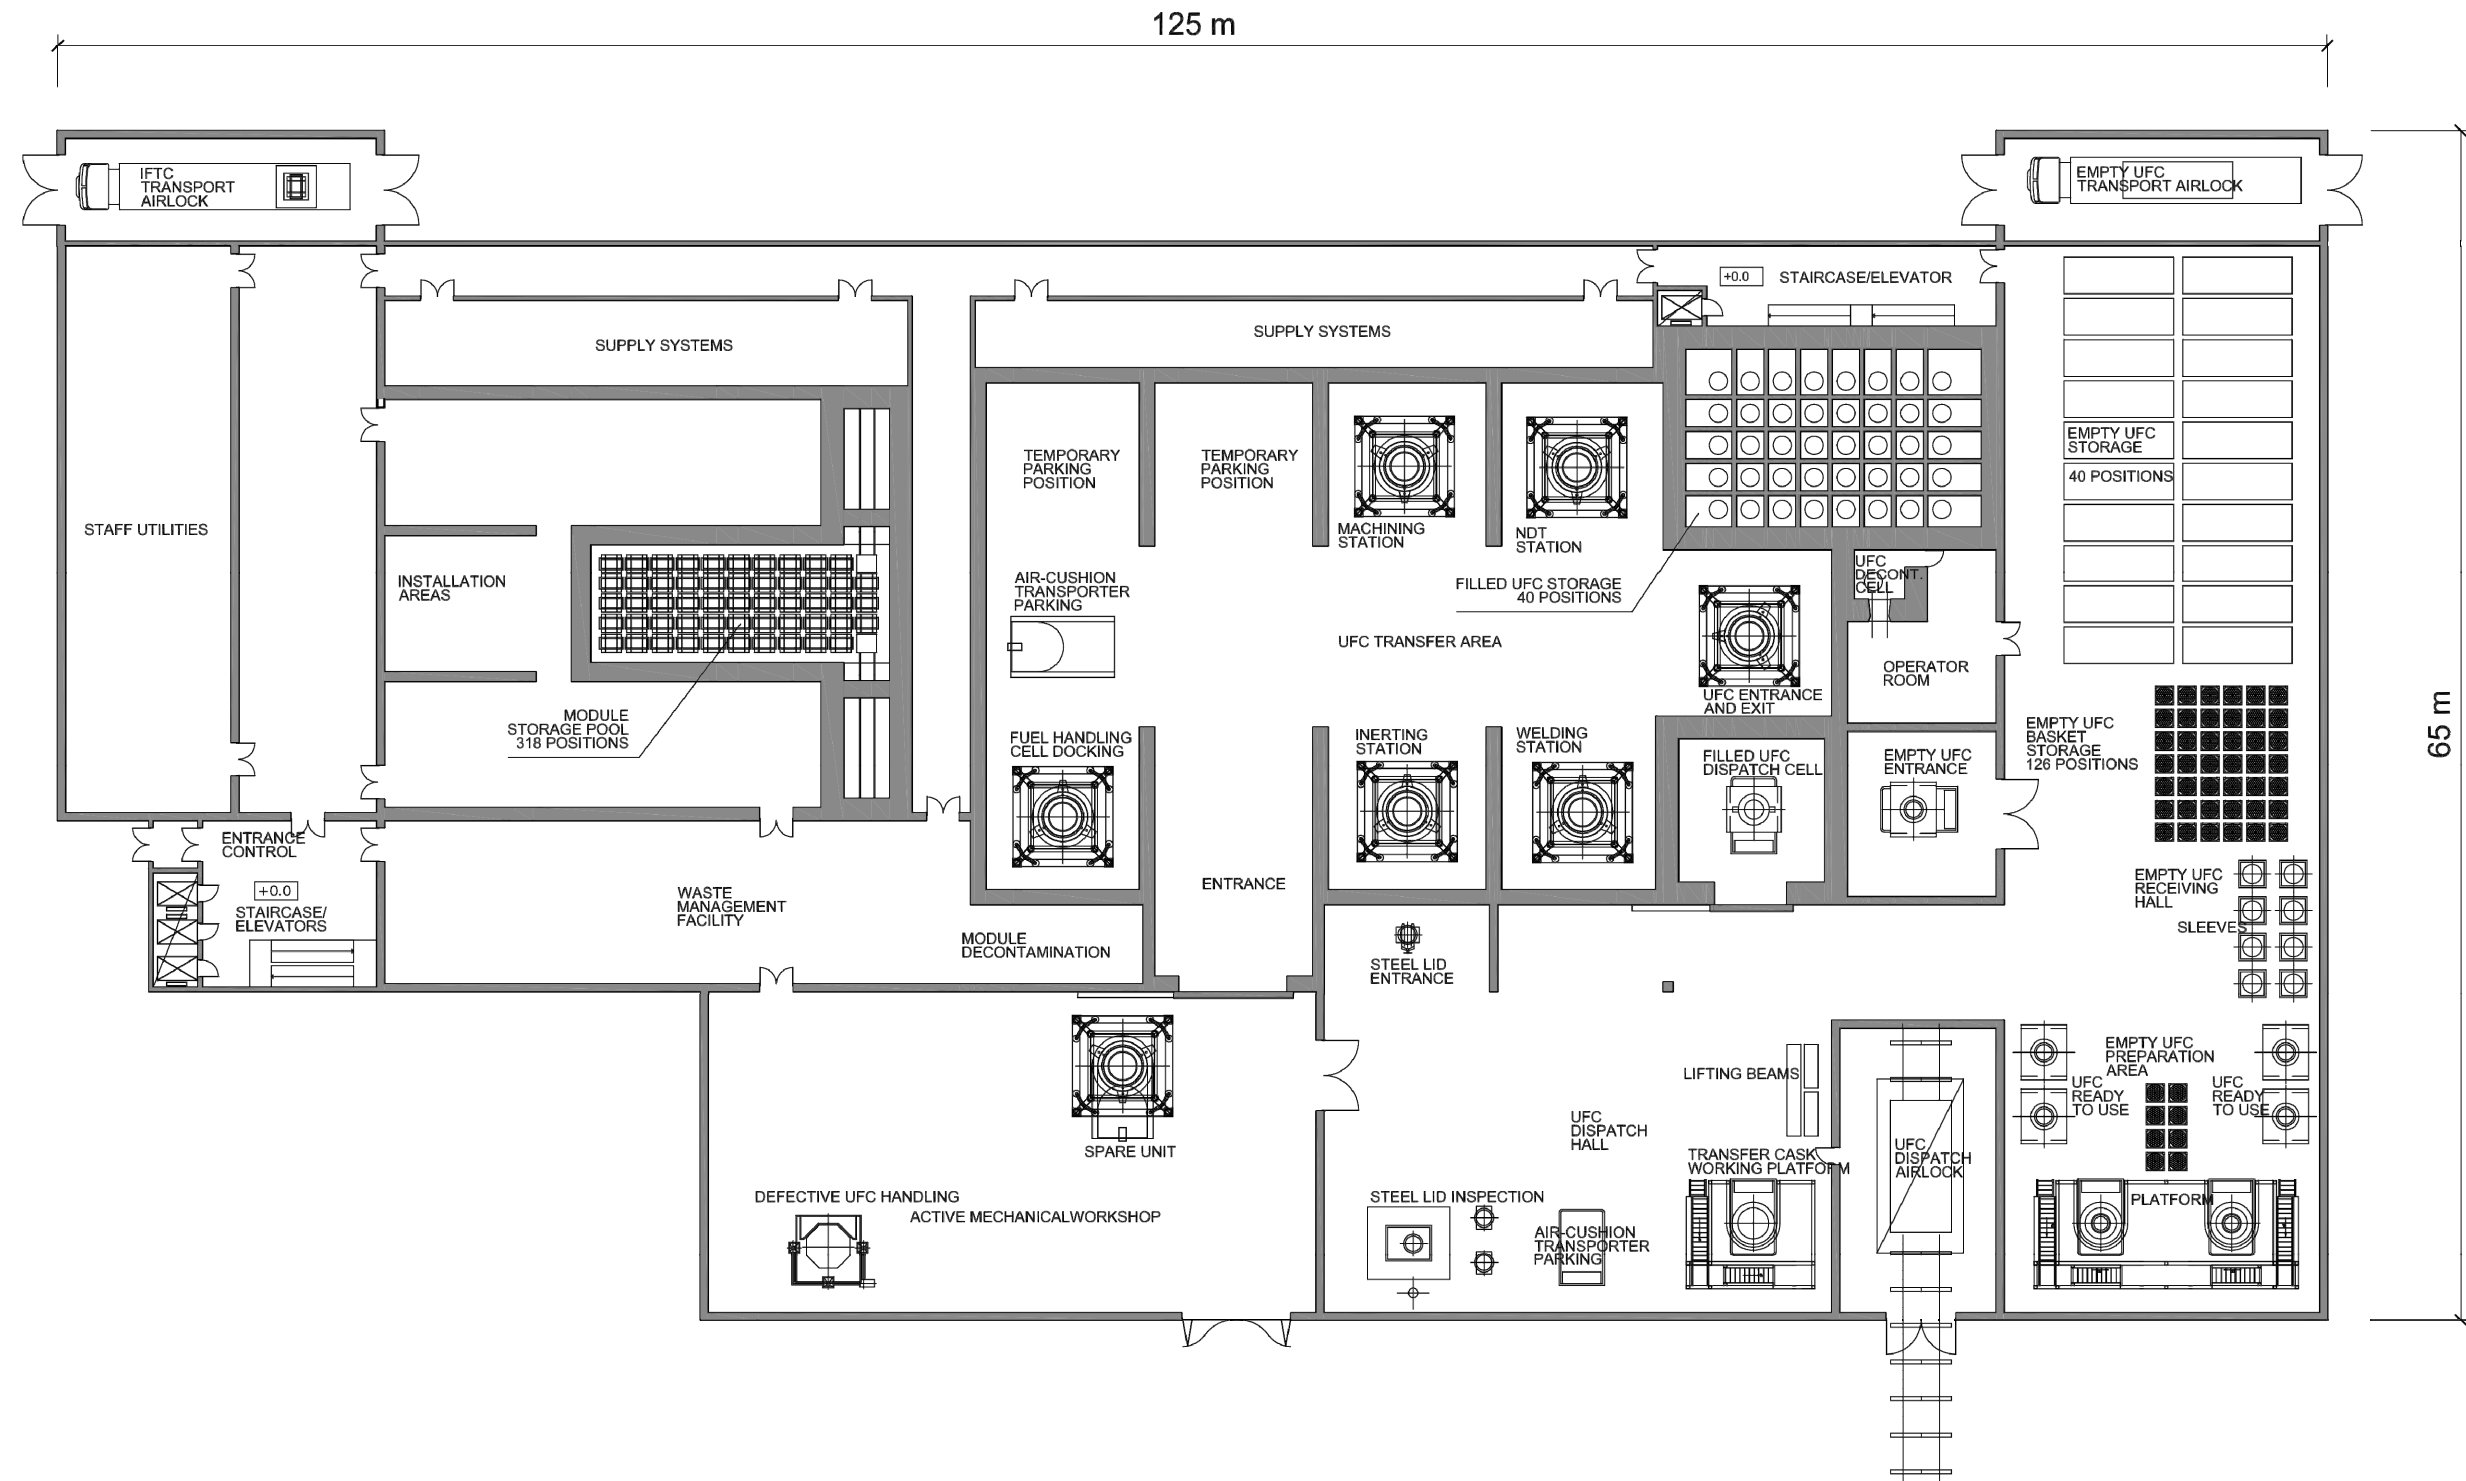 125 m
IFTC
TRANSPORT
AIRLOCK
EMPTY UFC
TRANSPORT AIRLOCK
+0.0
STAIRCASE/ELEVATOR
SUPPLY SYSTEMS
SUPPLY SYSTEMS
STAFF UTILITIES
INSTALLATION
AREAS
MODULE
STORAGE POOL
318 POSITIONS
TEMPORARY
PARKING
POSITION
TEMPORARY
PARKING
POSITION
MACHINING
STATION
NDT
STATION
EMPTY UFC
STORAGE
40 POSITIONS
AIR-CUSHION
TRANSPORTER
PARKING
FILLED UFC STORAGE
40 POSITIONS
UFC
DECONT.
CELL
UFC TRANSFER AREA
OPERATOR
ROOM
UFC ENTRANCE
AND EXIT
65 m
FUEL HANDLING
CELL DOCKING
INERTING
STATION
WELDING
STATION
FILLED UFC
DISPATCH CELL
EMPTY UFC
ENTRANCE
EMPTY UFC
BASKET
STORAGE
126 POSITIONS
ENTRANCE
CONTROL
+0.0
STAIRCASE/
ELEVATORS
WASTE
MANAGEMENT
FACILITY
MODULE
DECONTAMINATION
ENTRANCE
EMPTY UFC
RECEIVING
HALL
SLEEVES
STEEL LID
ENTRANCE
EMPTY UFC
PREPARATION
AREA
UFC
READY
TO USE
UFC
READY
TO USE
LIFTING BEAMS
UFC
DISPATCH
HALL
SPARE UNIT
TRANSFER CASK
WORKING PLATFORM
UFC
DISPATCH
AIRLOCK
DEFECTIVE UFC HANDLING
ACTIVE MECHANICALWORKSHOP
STEEL LID INSPECTION
AIR-CUSHION
TRANSPORTER
PARKING
PLATFORM